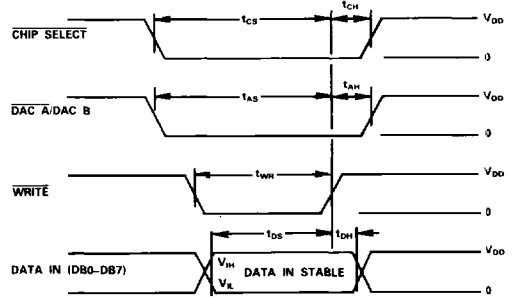 tCS
tCH
CHIP SELECT
VDD
0
tAS
tAH
DAC A/DAC B
VDD
0
tWR
WRITE
VDD
0
tDS
tDH
DATA IN (DB0–DB7)
VIH
DATA IN STABLE
VIL
VDD
0